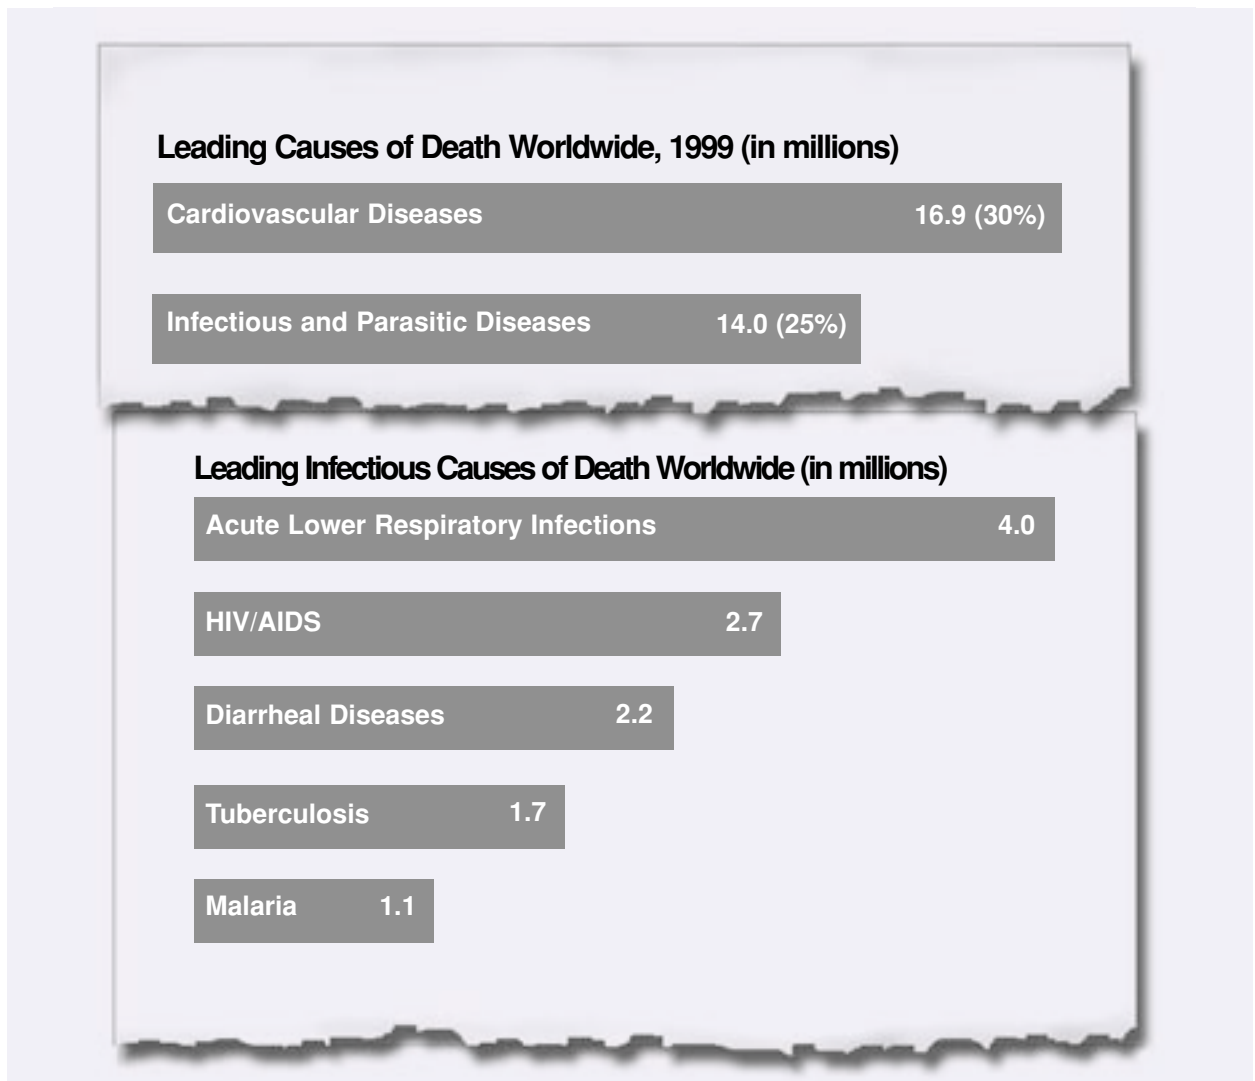 Leading Causes of Death Worldwide, 1999 (in millions)
Cardiovascular Diseases 16.9 (30%)
Infectious and Parasitic Diseases 14.0 (25%)
Leading Infectious Causes of Death Worldwide (in millions)
Acute Lower Respiratory Infections 4.0
HIV/AIDS 2.7
Diarrheal Diseases 2.2
Tuberculosis 1.7
Malaria 1.1